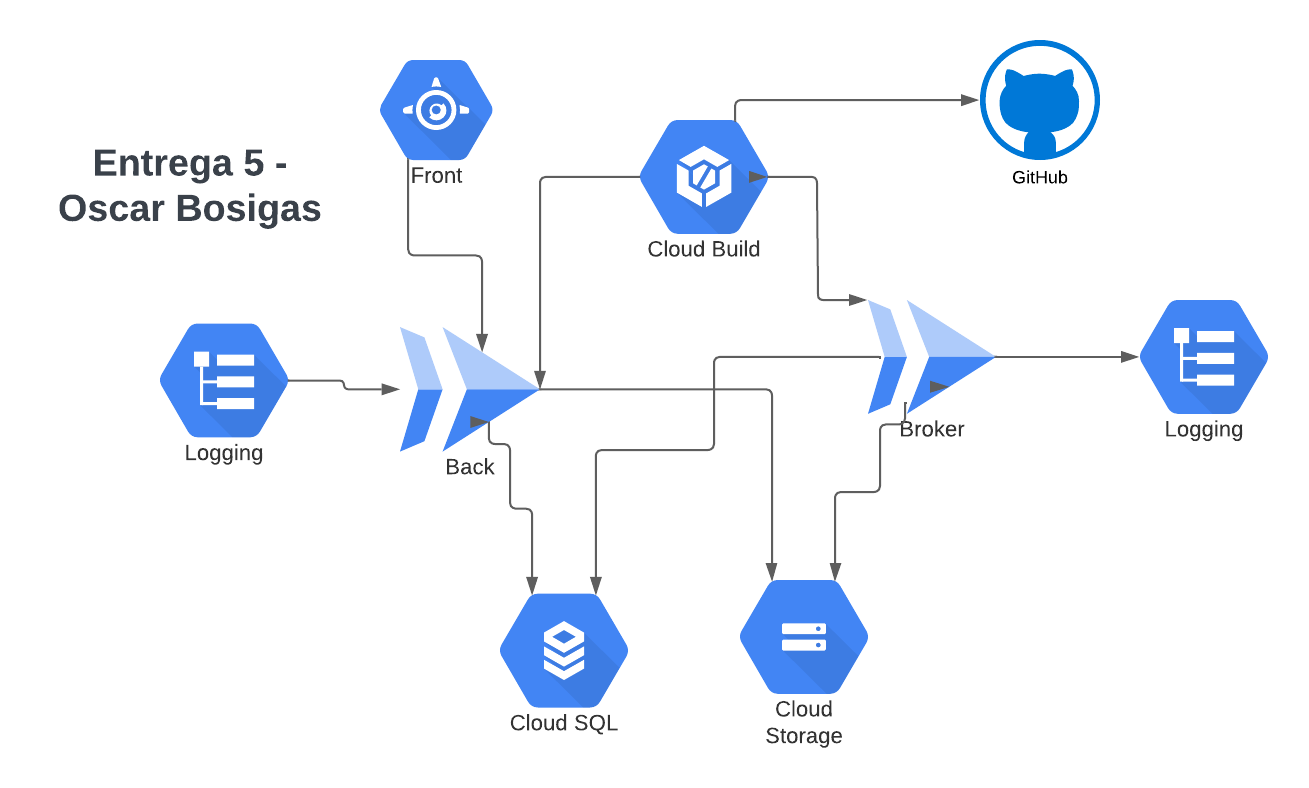 Entrega 5 -
Oscar Bosigas
Front
GitHub
Cloud Build
Logging
Back
Broker
Logging
Cloud SQL
Cloud
Storage